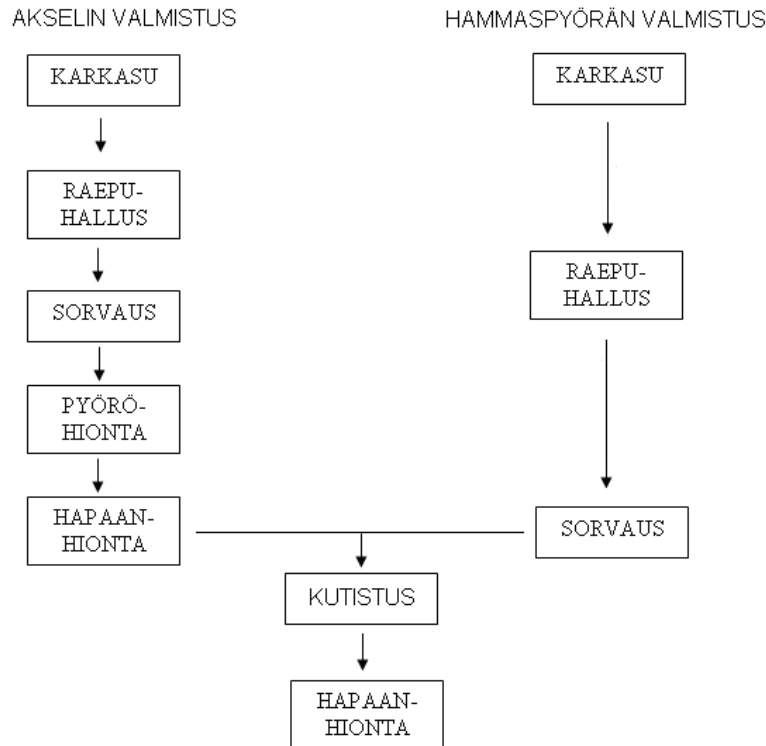 AKSELIN VALMISTUS
KARKASU
RAEPU-
HALLUS
SORVAUS
PYÖRÖ-
HIONTA
HAPAAN-
HIONTA
HAMMASPYÖRÄN VALMISTUS
KARKASU
RAEPU-
HALLUS
SORVAUS
KUTISTUS
HAPAAN-
HIONTA